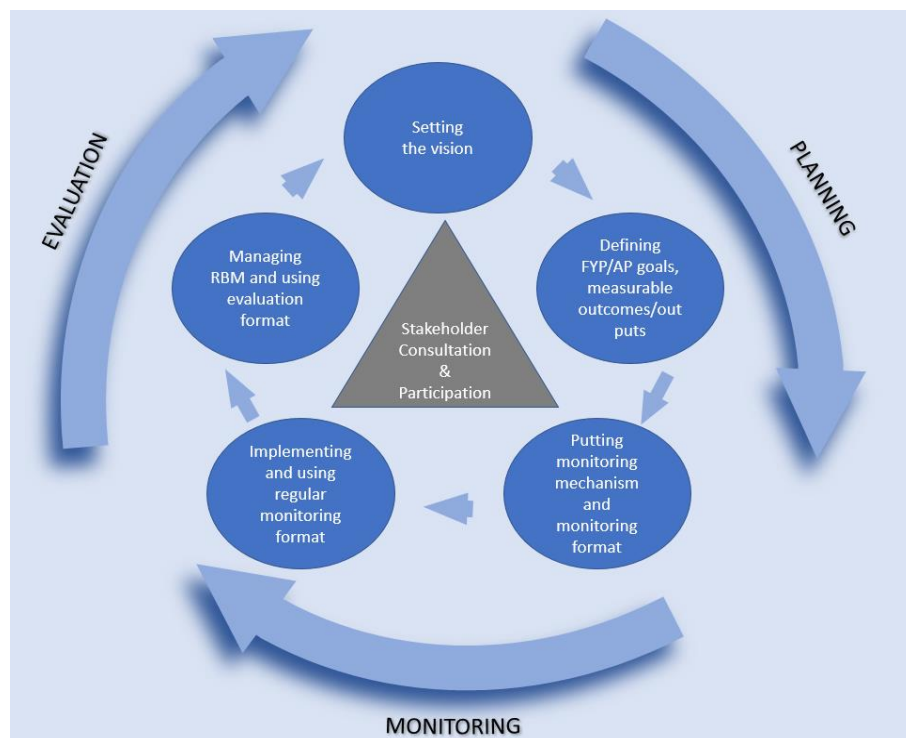 Setting
the vision
PLANNING
Defining
FYP/AP goals,
measurable
outcomes/out
puts
Putting
monitoring
mechanism
and
monitoring
format
MONITORING
Implementing
and using
regular
monitoring
format
EVALUATION
Managing
RBM and using
evaluation
format
Stakeholder
Consultation
&
Participation